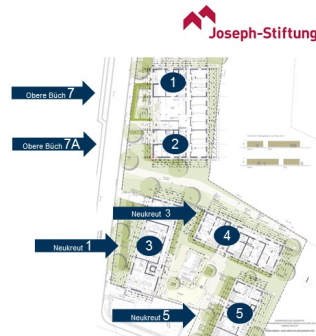 Joseph-Stiftung
Obere Büch 7
1
Obere Büch 7A
2
Neukreut 3
Neukreut 1
3
4
Neukreut 5
5